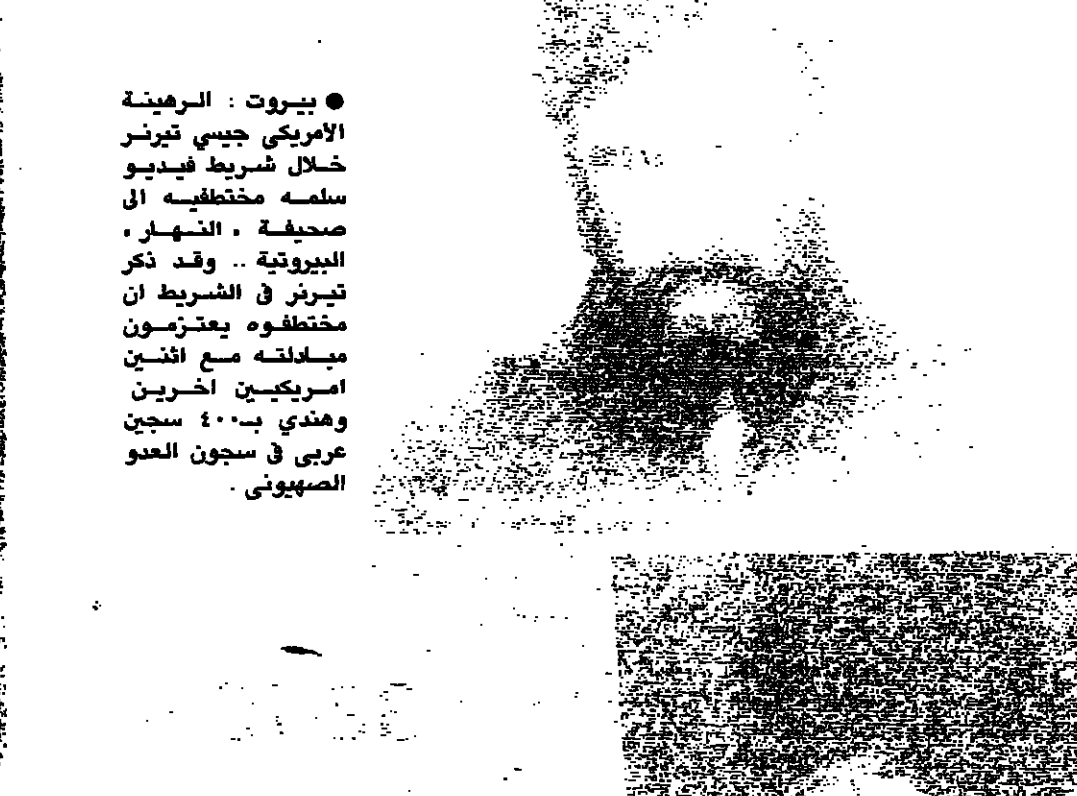 ● بيروت : الرهينة
الأمريكي جيسي تيرنر
خلال شريط فيديو
سلمه مختطفيه الى
صحيفة « النهار »
البيروتية .. وقد ذكر
تيرنر في الشريط ان
مختطفوه يعتزمون
مبادلته مع اثنين
امريكيين اخرين
وهندي بـ٤٠٠ سجين
عربي في سجون العدو
الصهيوني .